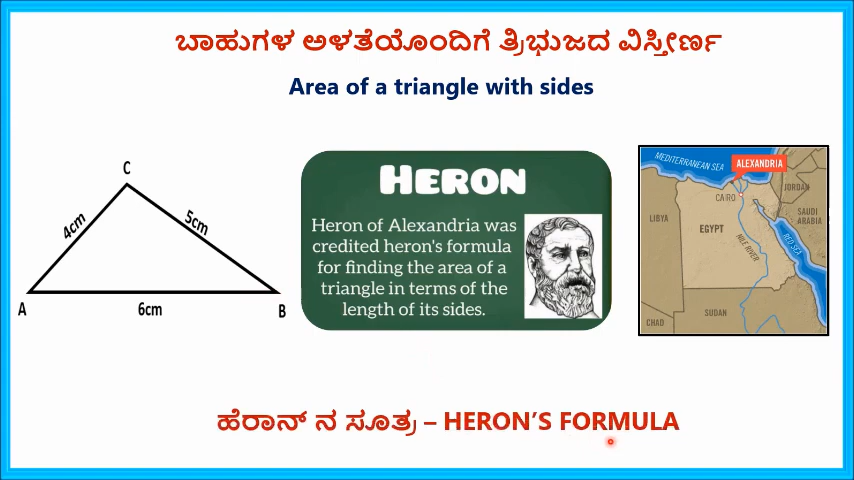 ಬಾಹುಗಳ ಅಳತೆಯೊಂದಿಗೆ ತ್ರಿಭುಜದ ವಿಸ್ತೀರ್ಣ
Area of a triangle with sides
C
4cm
5cm
A
6cm
B
HERON
Heron of Alexandria was
credited heron's formula
for finding the area of a
triangle in terms of the
length of its sides.
MEDITERRANEAN SEA
ALEXANDRIA
CAIRO
JORDAN
LIBYA
EGYPT
SAUDI
ARABIA
NILE RIVER
RED SEA
CHAD
SUDAN
ಹೆರಾನ್ ನ ಸೂತ್ರ – HERON'S FORMULA